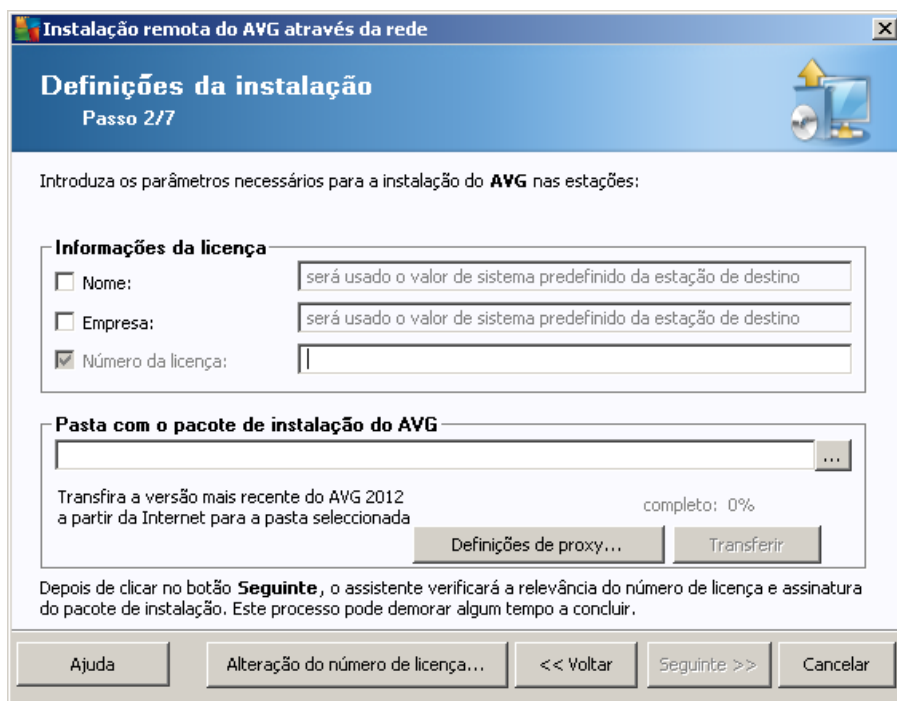 Instalação remota do AVG através da rede
Definições da instalação
Passo 2/7
Introduza os parâmetros necessários para a instalação do AVG nas estações:
Informações da licença
Nome:
será usado o valor de sistema predefinido da estação de destino
Empresa:
será usado o valor de sistema predefinido da estação de destino
Número da licença:
Pasta com o pacote de instalação do AVG
...
Transfira a versão mais recente do AVG 2012
a partir da Internet para a pasta seleccionada
completo: 0%
Definições de proxy...
Transferir
Depois de clicar no botão Seguinte, o assistente verificará a relevância do número de licença e assinatura
do pacote de instalação. Este processo pode demorar algum tempo a concluir.
Ajuda
Alteração do número de licença...
<< Voltar
Seguinte >>
Cancelar